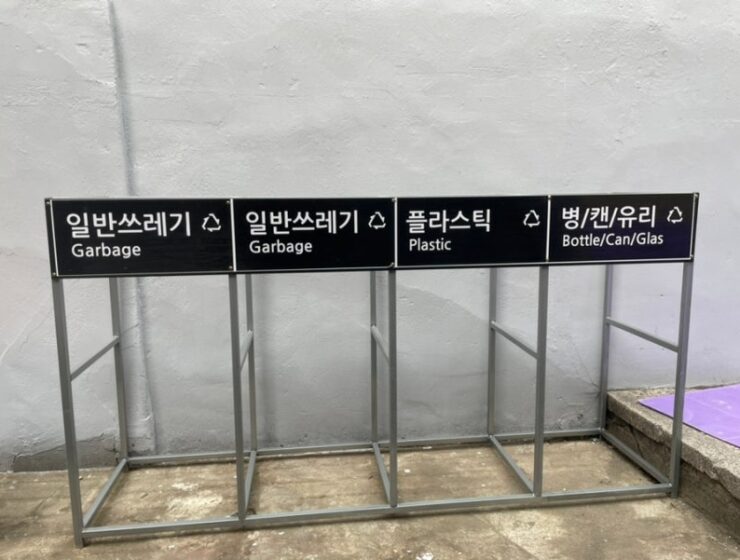 일반쓰레기
Garbage
일반쓰레기
Garbage
플라스틱
Plastic
병/캔/유리
Bottle/Can/Glas